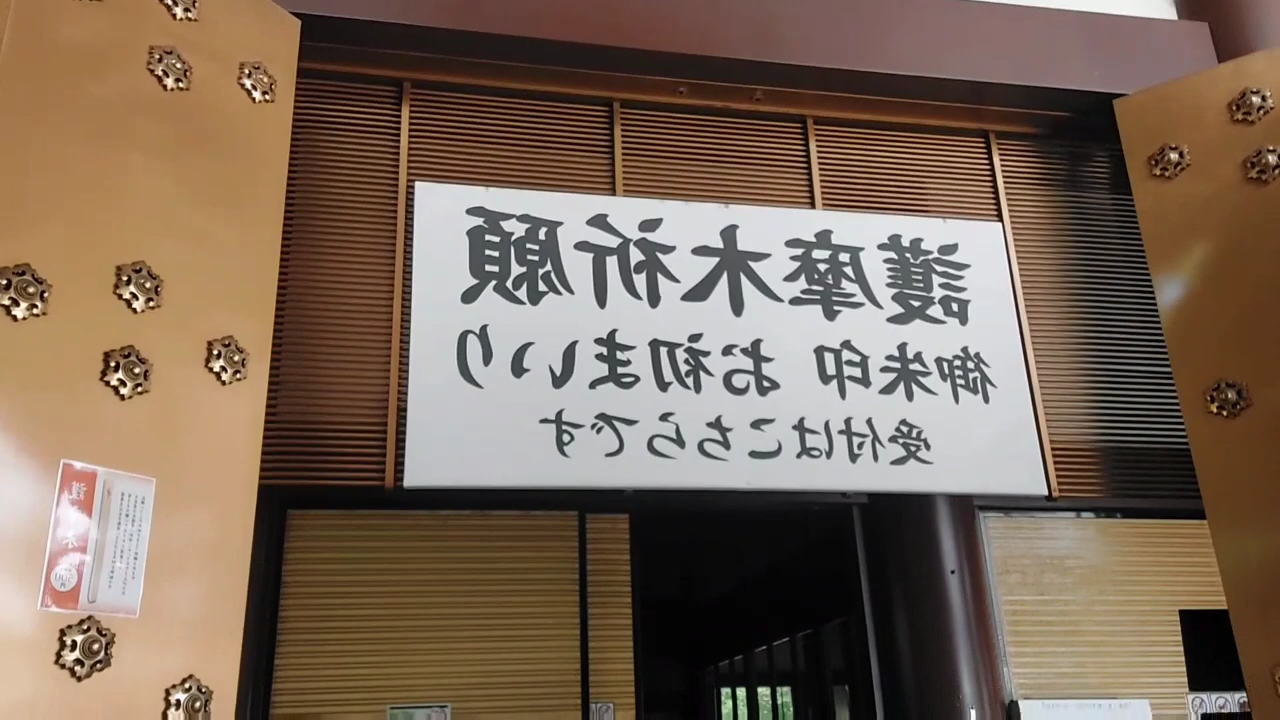 護摩木祈願
御朱印 お初まいり
受付はこちらです